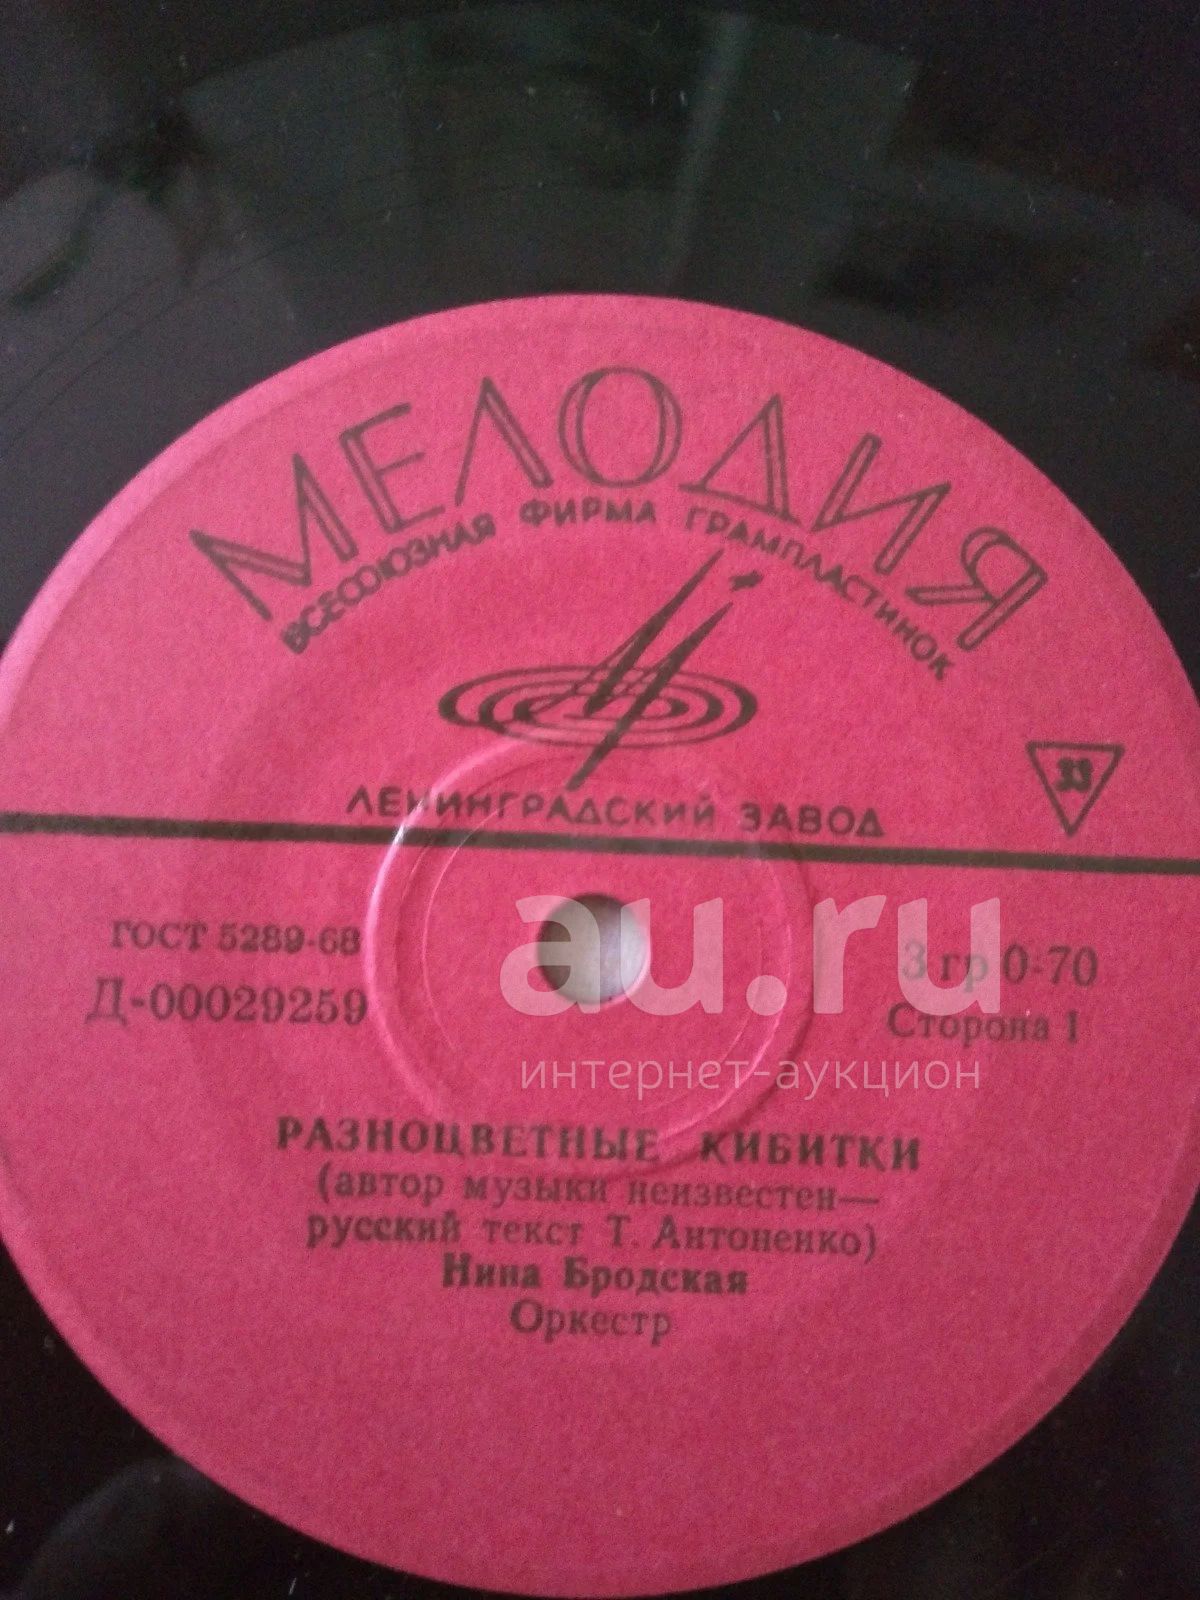 МЕЛОДИЯ
ВСЕСОЮЗНАЯ ФИРМА ГРАМПЛАСТИНОК
33
ЛЕНИНГРАДСКИЙ ЗАВОД
ГОСТ 5289-68
Д-00029259
3 гр 0-70
Сторона 1
au.ru
интернет-аукцион
РАЗНОЦВЕТНЫЕ КИБИТКИ
(автор музыки неизвестен—
русский текст Т. Антоненко)
Нина Бродская
Оркестр